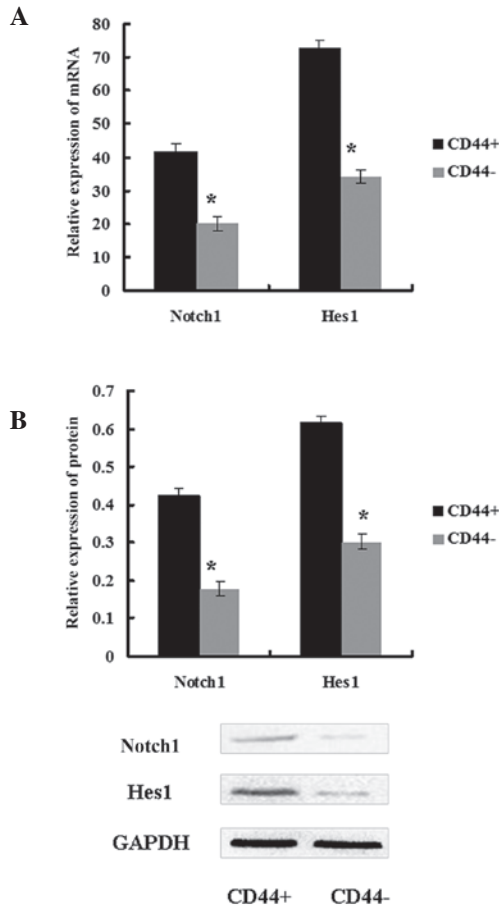 A
Relative expression of mRNA
80
70
60
50
40
30
20
10
0
*
*
CD44+
CD44-
Notch1 Hes1
B
Relative expression of protein
0.7
0.6
0.5
0.4
0.3
0.2
0.1
0
*
*
CD44+
CD44-
Notch1 Hes1
Notch1
Hes1
GAPDH
CD44+ CD44-